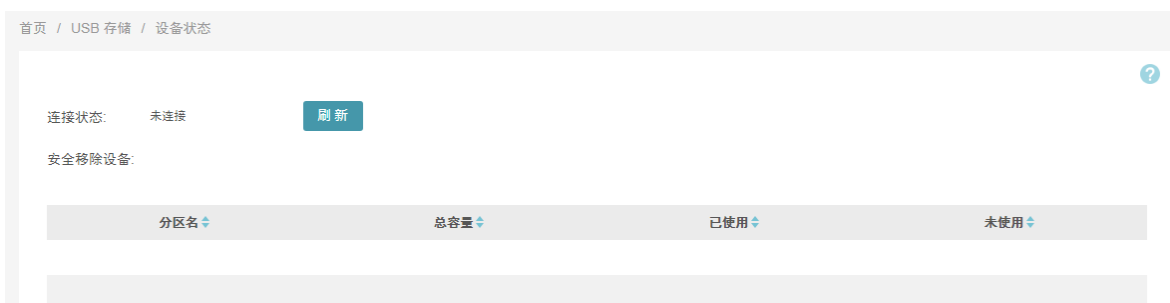 首页 / USB 存储 / 设备状态
?
连接状态: 未连接 刷 新
安全移除设备:
分区名 总容量 已使用 未使用